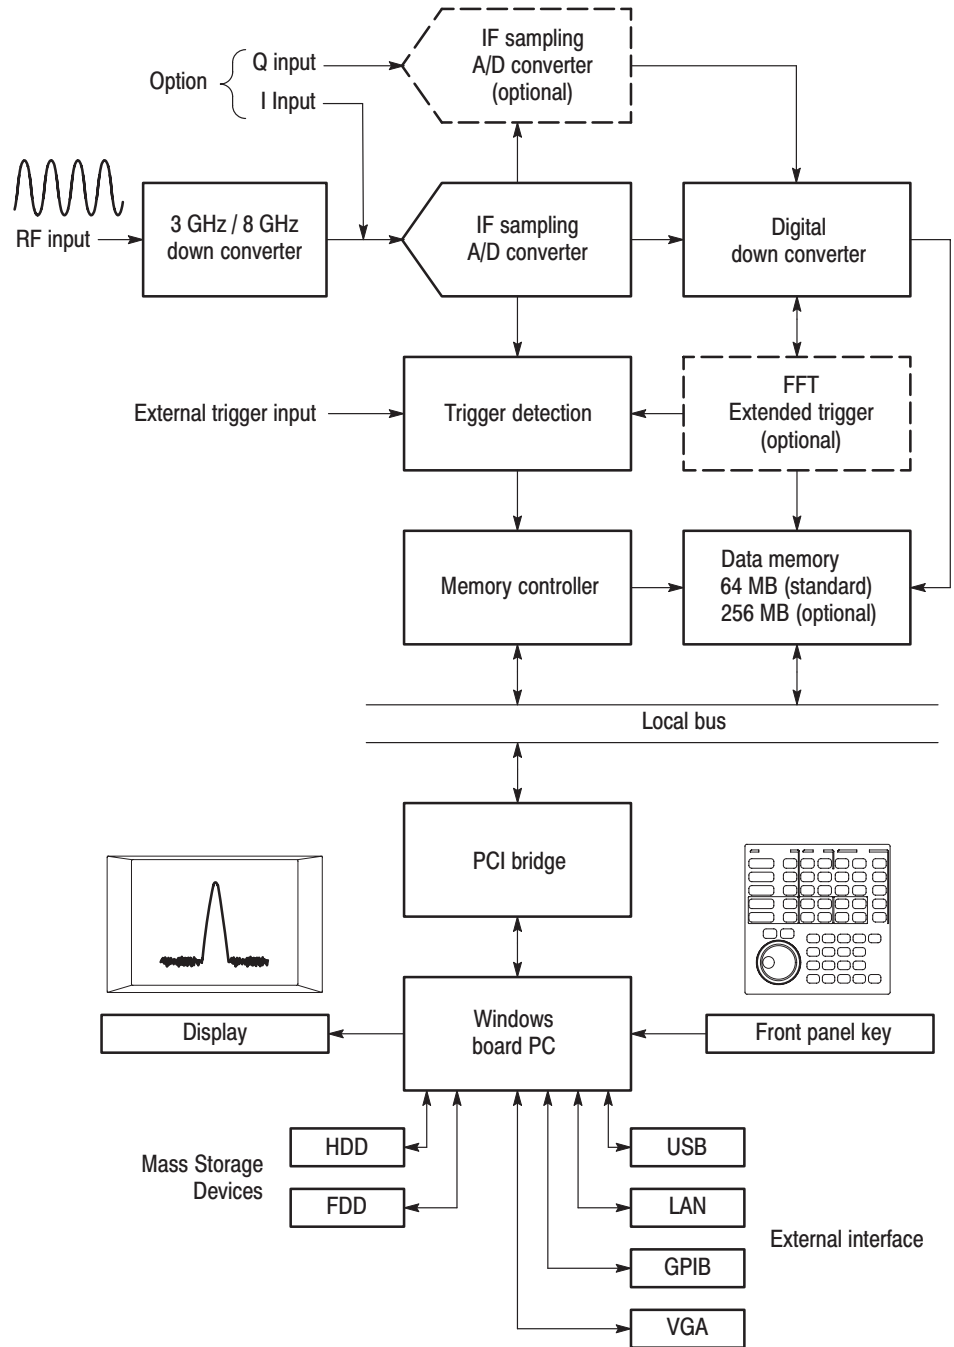 IF sampling
A/D converter
(optional)
Option
Q input
I Input
RF input
3 GHz / 8 GHz
down converter
IF sampling
A/D converter
Digital
down converter
External trigger input
Trigger detection
FFT
Extended trigger
(optional)
Memory controller
Data memory
64 MB (standard)
256 MB (optional)
Local bus
PCI bridge
Display
Windows
board PC
Front panel key
Mass Storage
Devices
HDD
FDD
USB
LAN
GPIB
VGA
External interface